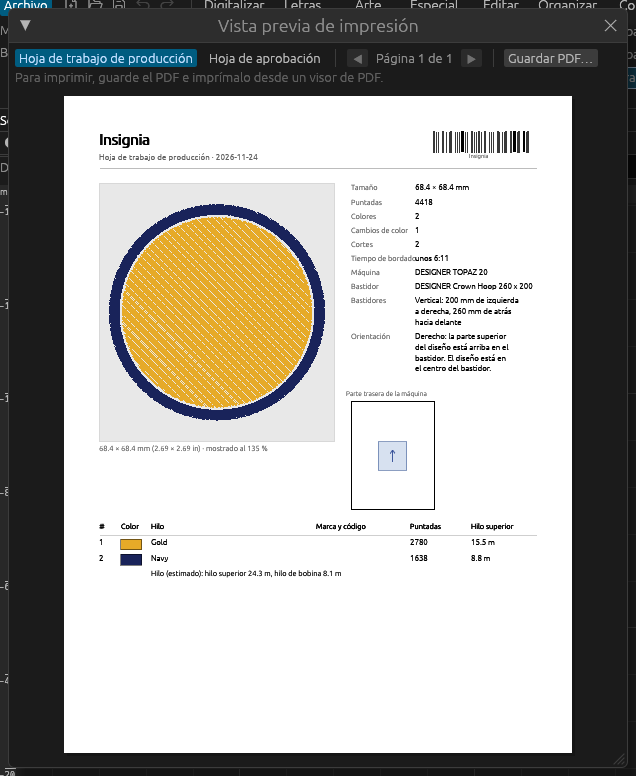 Archivo Digitalizar Letras Arte Especial Editar Organizar
Vista previa de impresión
Hoja de trabajo de producción Hoja de aprobación Página 1 de 1 Guardar PDF...
Para imprimir, guarde el PDF e imprímalo desde un visor de PDF.
Insignia
Hoja de trabajo de producción · 2026-11-24
Insignia
Tamaño 68.4 × 68.4 mm
Puntadas 4418
Colores 2
Cambios de color 1
Cortes 2
Tiempo de bordado unos 6:11
Máquina DESIGNER TOPAZ 20
Bastidor DESIGNER Crown Hoop 260 x 200
Bastidores Vertical: 200 mm de izquierda
a derecha, 260 mm de atrás
hacia delante
Orientación Derecho: la parte superior
del diseño está arriba en el
bastidor. El diseño está en
el centro del bastidor.
Parte trasera de la máquina
68.4 × 68.4 mm (2.69 × 2.69 in) · mostrado al 135 %
# Color Hilo Marca y código Puntadas Hilo superior
1 Gold 2780 15.5 m
2 Navy 1638 8.8 m
Hilo (estimado): hilo superior 24.3 m, hilo de bobina 8.1 m